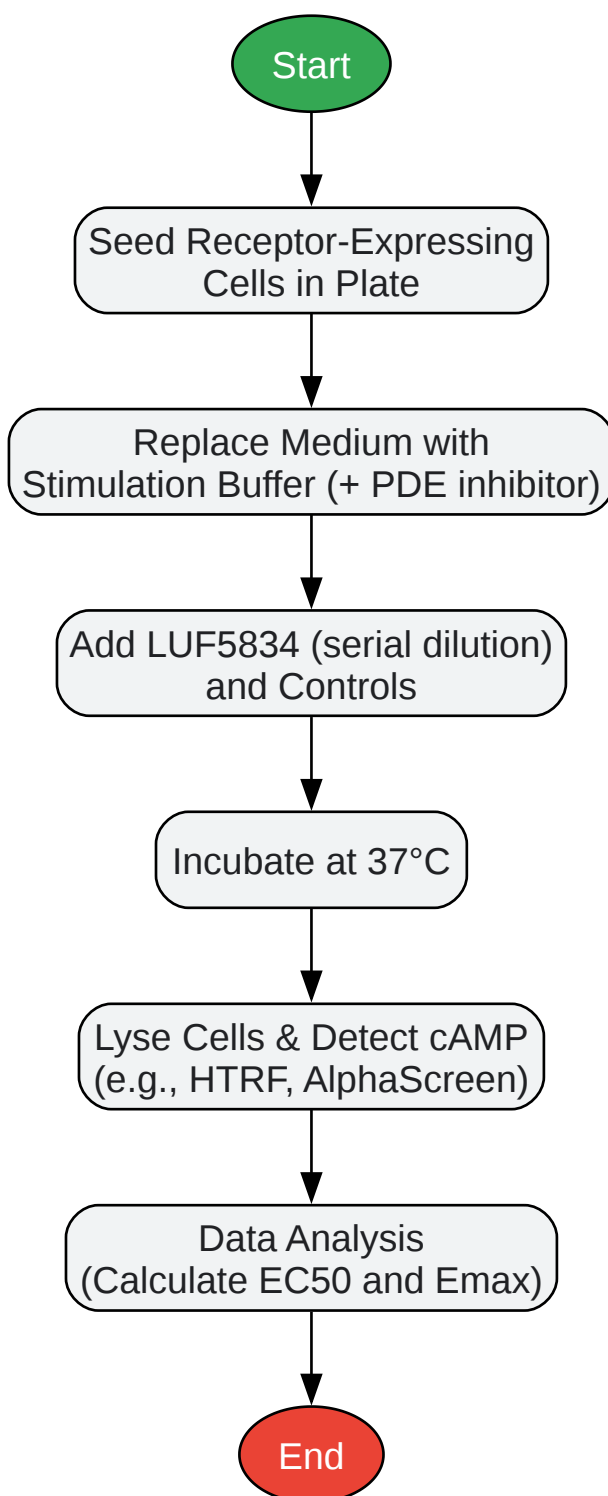 Start
Seed Receptor-Expressing
Cells in Plate
Replace Medium with
Stimulation Buffer (+ PDE inhibitor)
Add LUF5834 (serial dilution)
and Controls
Incubate at 37°C
Lyse Cells & Detect cAMP
(e.g., HTRF, AlphaScreen)
Data Analysis
(Calculate EC50 and Emax)
End